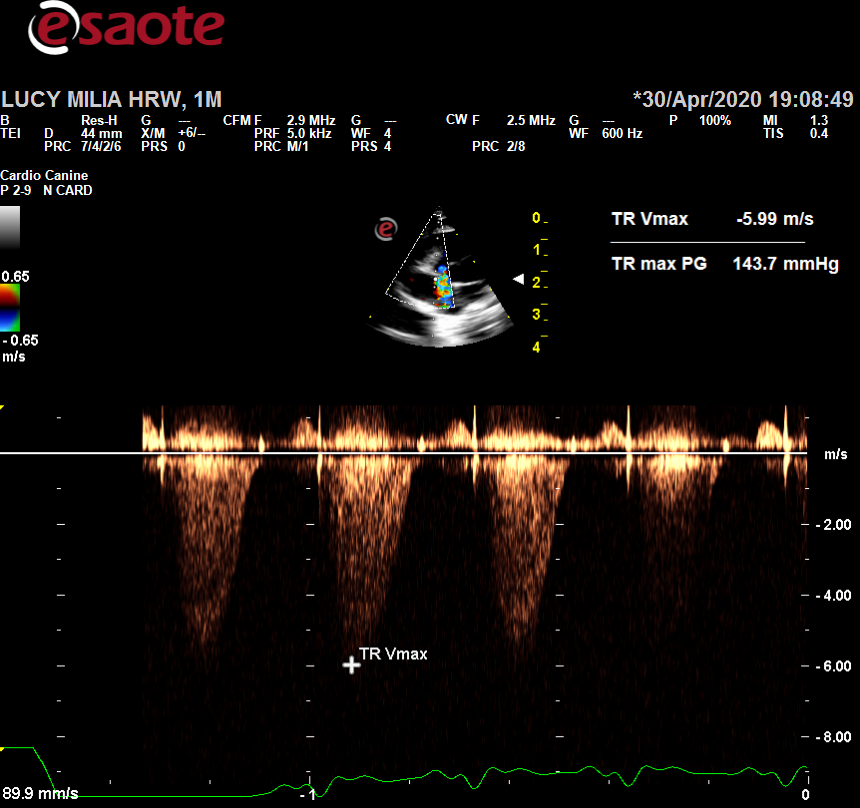 esaote
LUCY MILIA HRW, 1M *30/Apr/2020 19:08:49
B Res-H G --- CFM F 2.9 MHz G --- CW F 2.5 MHz G --- P 100% MI 1.3
TEI D 44 mm X/M +6/-- PRF 5.0 kHz WF 4 WF 600 Hz TIS 0.4
PRC 7/4/2/6 PRS 0 PRC M/1 PRS 4 PRC 2/8
Cardio Canine
P 2-9 N CARD
e
0.65
- 0.65
m/s
0
1
2
3
4
TR Vmax -5.99 m/s
TR max PG 143.7 mmHg
m/s
- 2.00
- 4.00
TR Vmax
- 6.00
- 8.00
89.9 mm/s -1 0